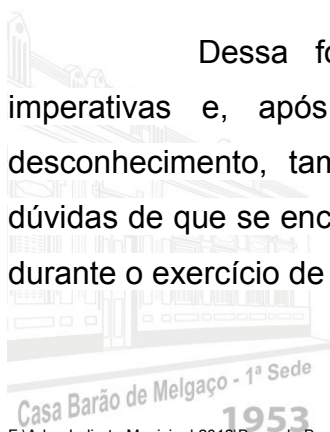 Dessa fo
imperativas e, após
desconhecimento, tam
dúvidas de que se enc
durante o exercício de
Casa Barão de Melgaço - 1ª Sede
1953